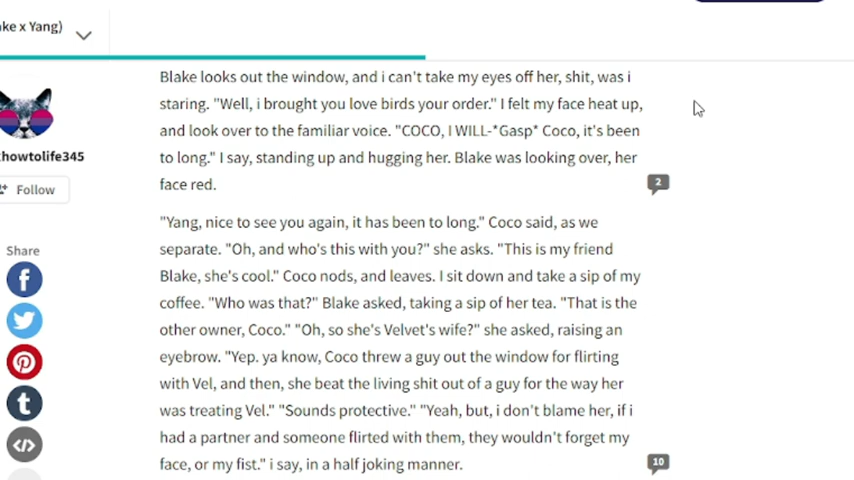 ake x Yang)
Blake looks out the window, and i can't take my eyes off her, shit, was i
staring. "Well, i brought you love birds your order." I felt my face heat up,
and look over to the familiar voice. "COCO, I WILL-*Gasp* Coco, it's been
to long." I say, standing up and hugging her. Blake was looking over, her
face red.
2
howtolife345
Follow
"Yang, nice to see you again, it has been to long." Coco said, as we
separate. "Oh, and who's this with you?" she asks. "This is my friend
Blake, she's cool." Coco nods, and leaves. I sit down and take a sip of my
coffee. "Who was that?" Blake asked, taking a sip of her tea. "That is the
other owner, Coco." "Oh, so she's Velvet's wife?" she asked, raising an
eyebrow. "Yep. ya know, Coco threw a guy out the window for flirting
with Vel, and then, she beat the living shit out of a guy for the way her
was treating Vel." "Sounds protective." "Yeah, but, i don't blame her, if i
had a partner and someone flirted with them, they wouldn't forget my
face, or my fist." i say, in a half joking manner.
10
Share